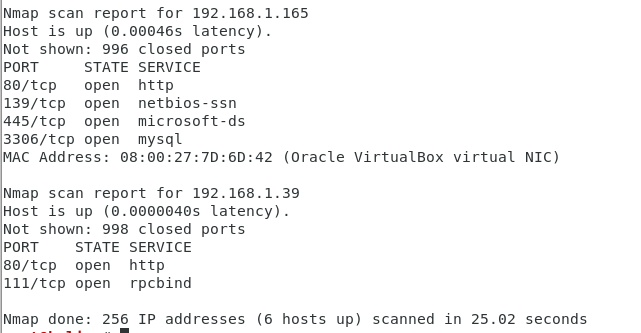 Nmap scan report for 192.168.1.165
Host is up (0.00046s latency).
Not shown: 996 closed ports
PORT     STATE SERVICE
80/tcp   open  http
139/tcp  open  netbios-ssn
445/tcp  open  microsoft-ds
3306/tcp open  mysql
MAC Address: 08:00:27:7D:6D:42 (Oracle VirtualBox virtual NIC)

Nmap scan report for 192.168.1.39
Host is up (0.0000040s latency).
Not shown: 998 closed ports
PORT    STATE SERVICE
80/tcp  open  http
111/tcp open  rpcbind

Nmap done: 256 IP addresses (6 hosts up) scanned in 25.02 seconds